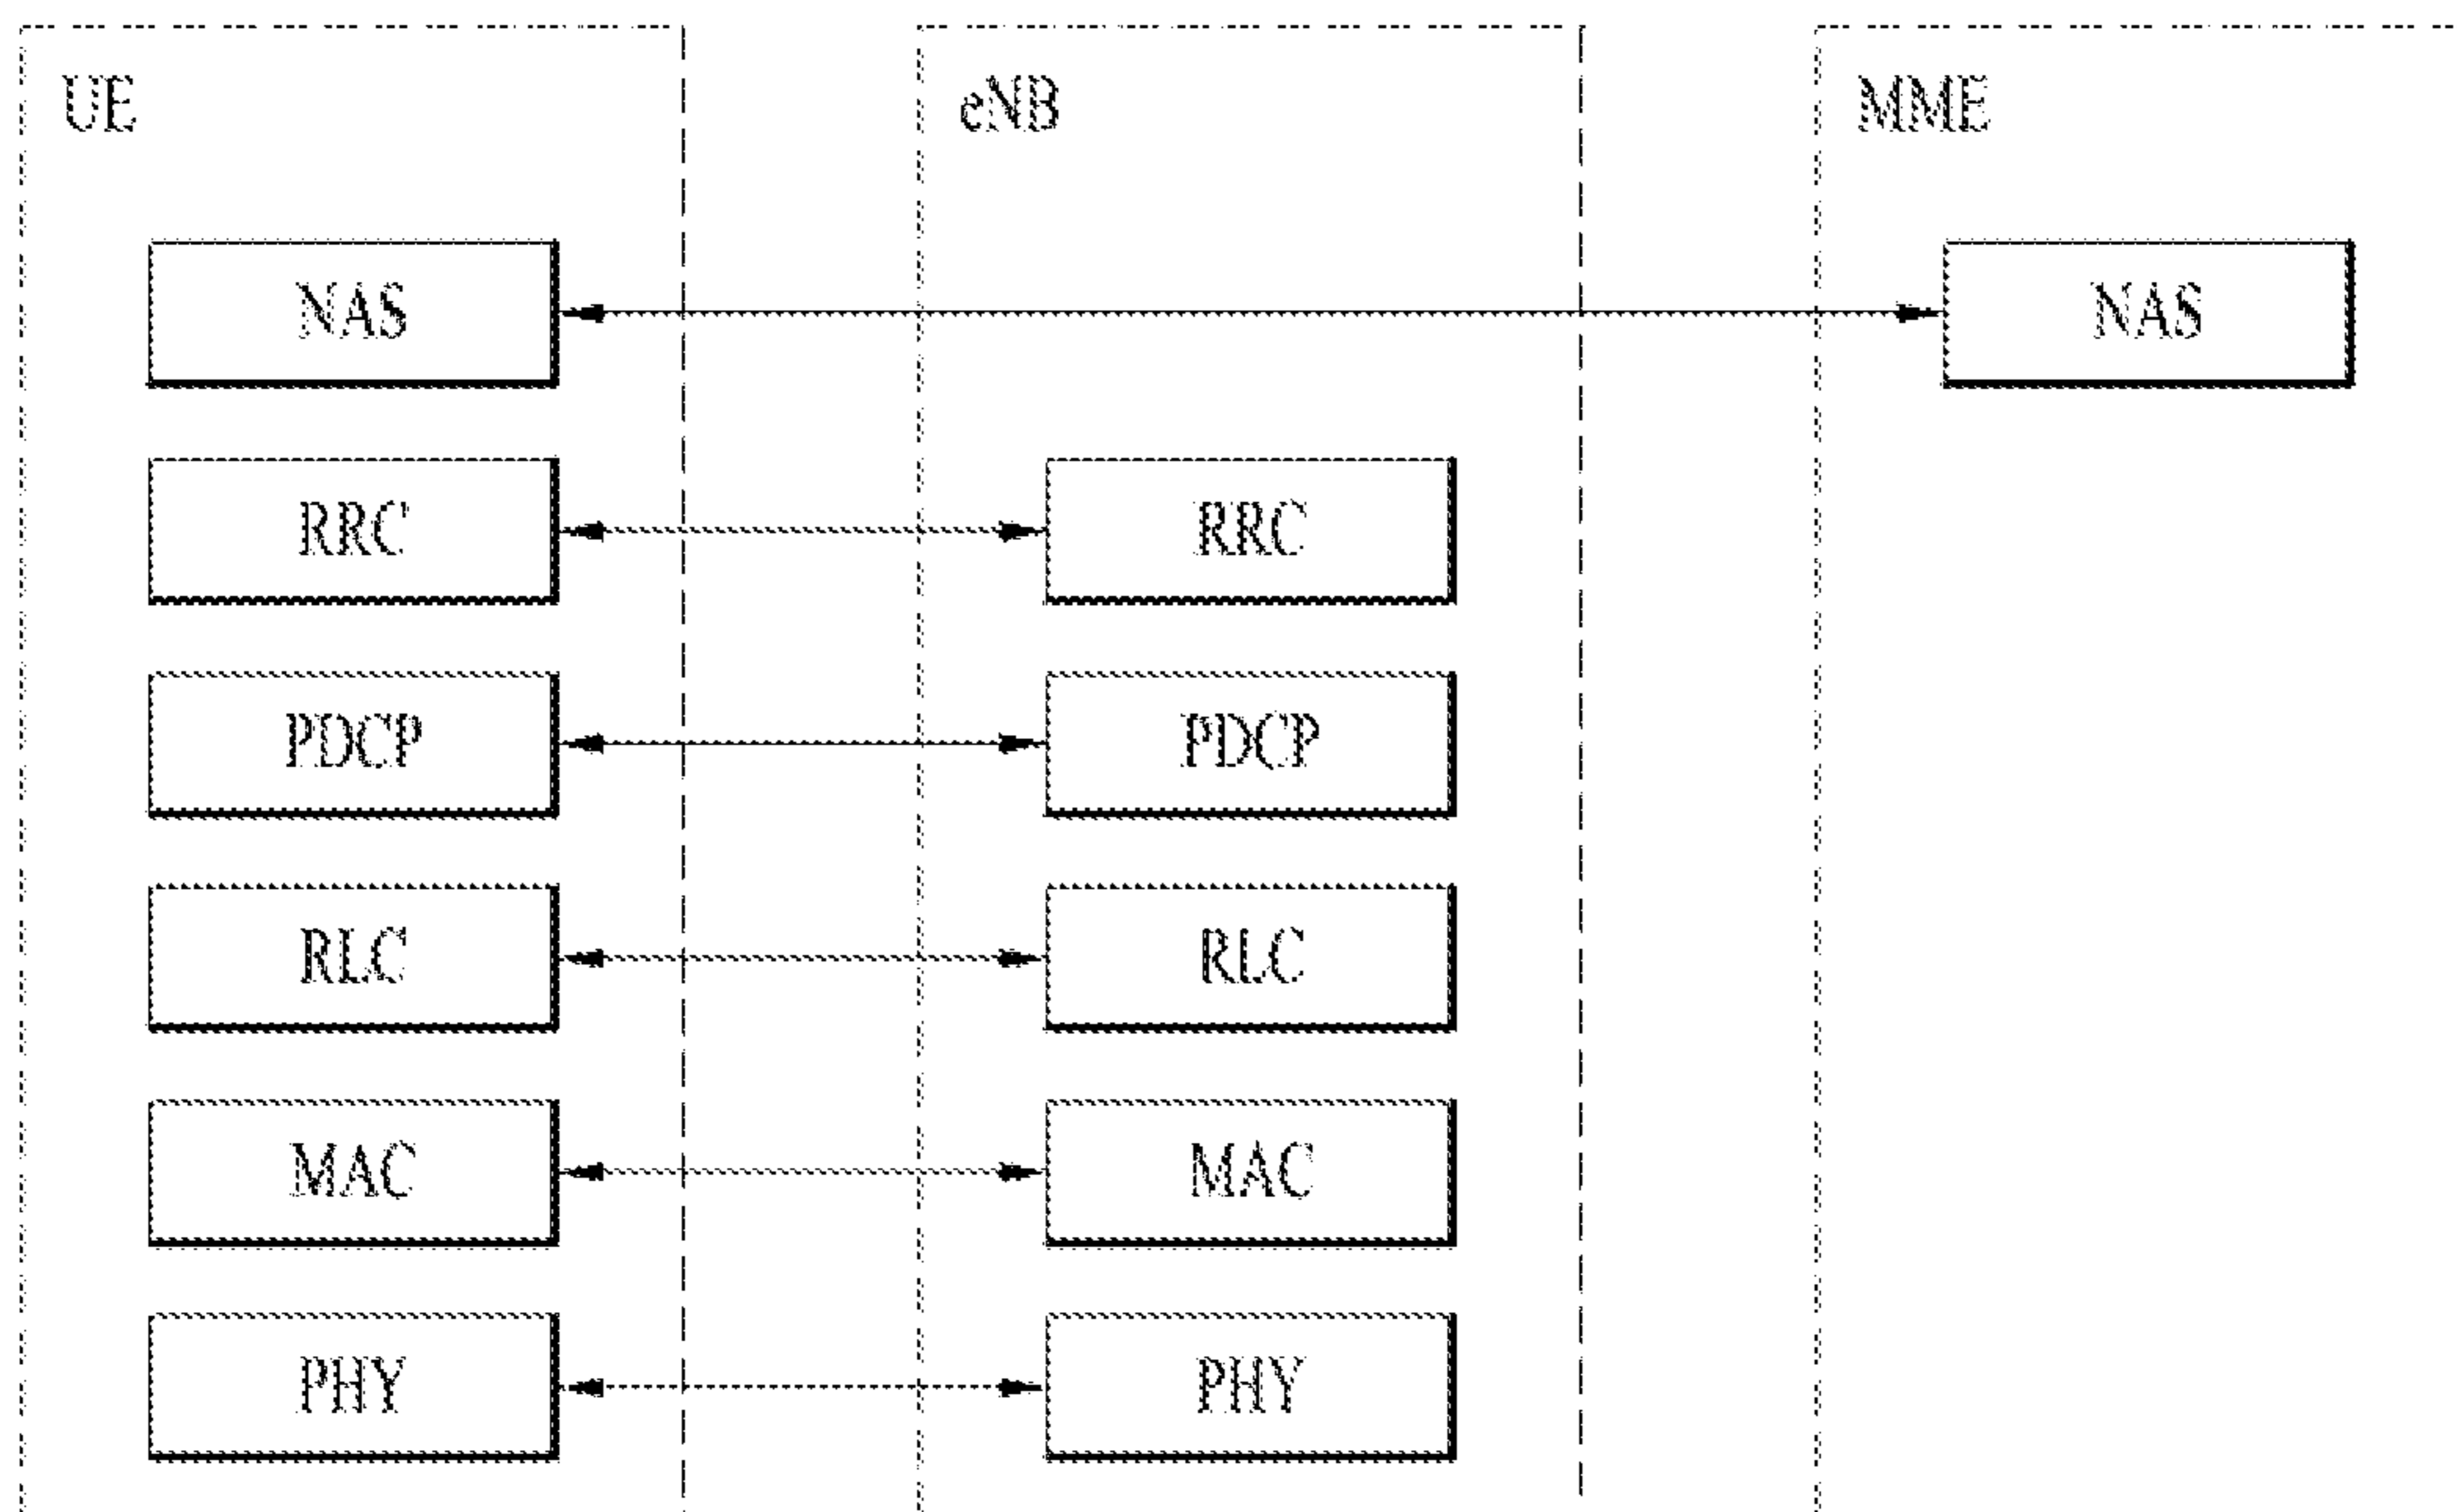 UE eNB MME
NAS NAS
RRC RRC
PDCP PDCP
RLC RLC
MAC MAC
PHY PHY